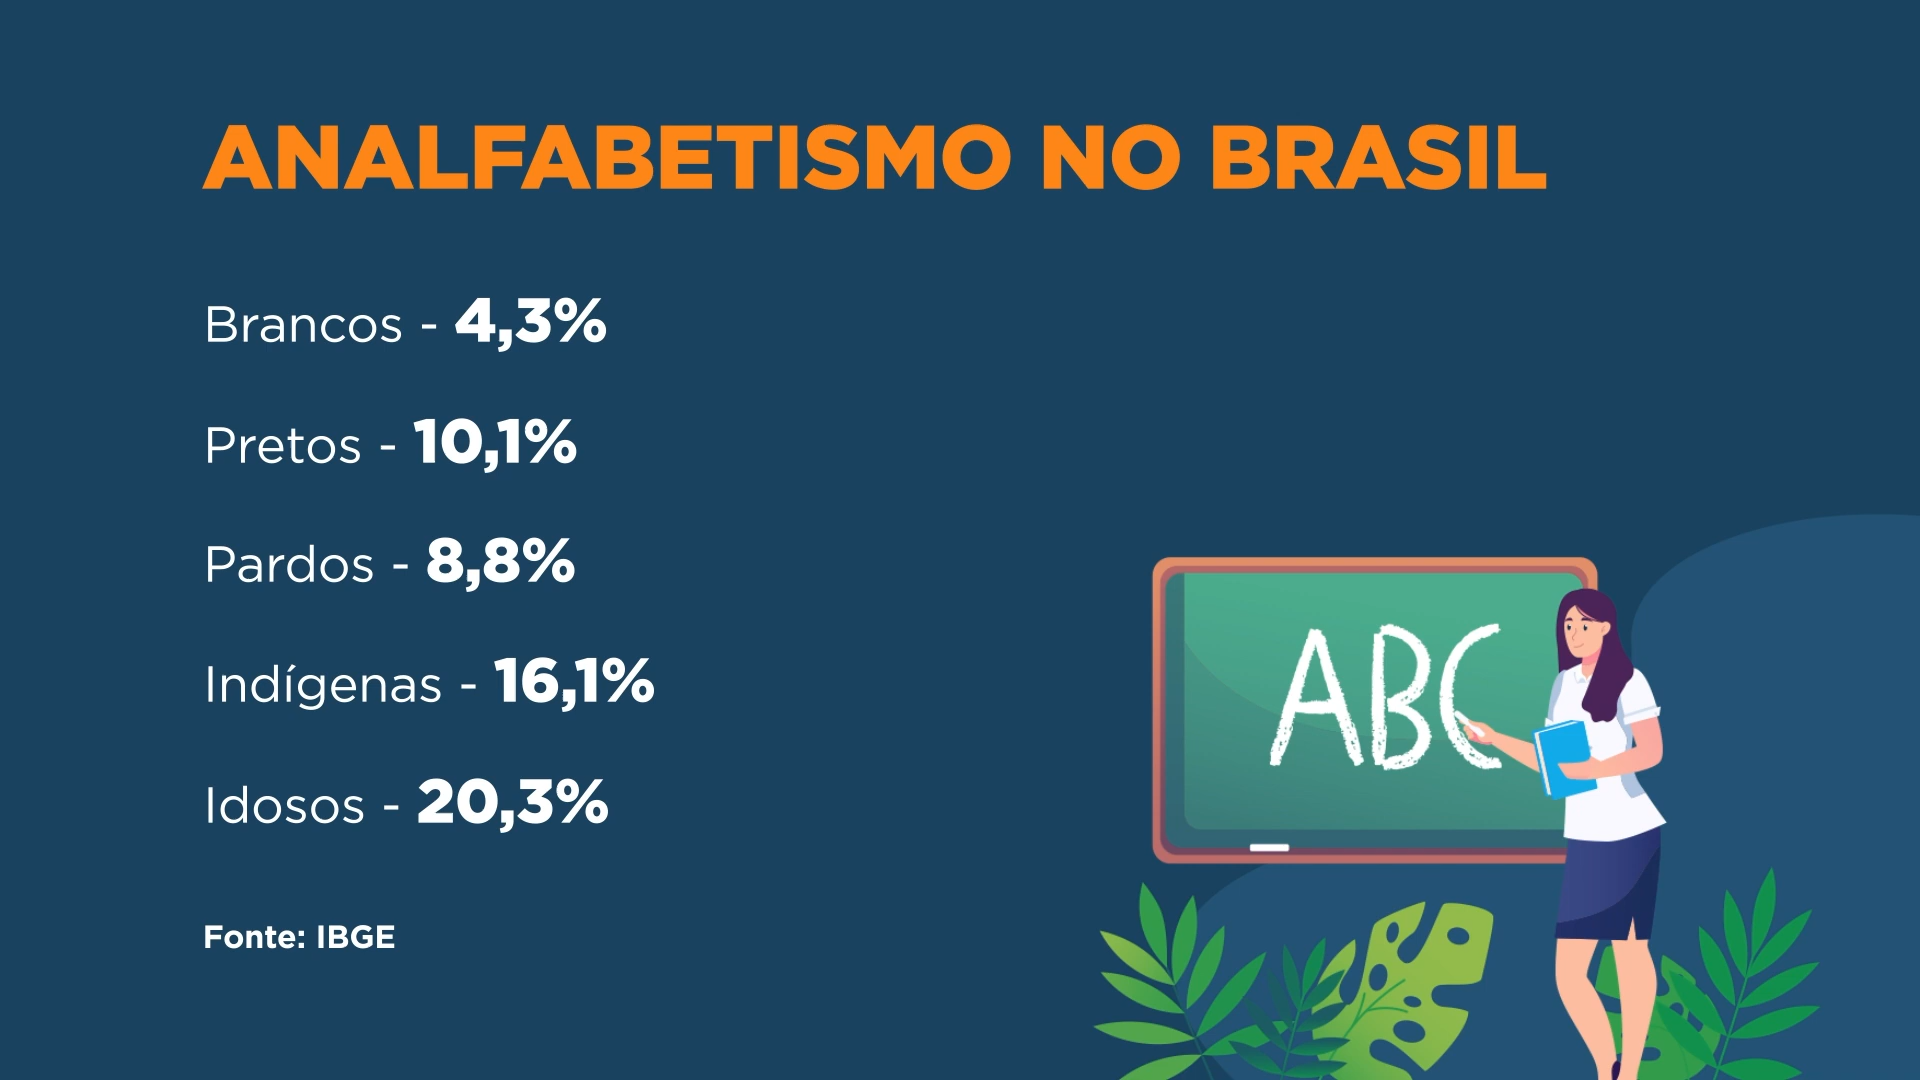 ANALFABETISMO NO BRASIL
Brancos - 4,3%
Pretos - 10,1%
Pardos - 8,8%
Indígenas - 16,1%
Idosos - 20,3%
Fonte: IBGE
ABC